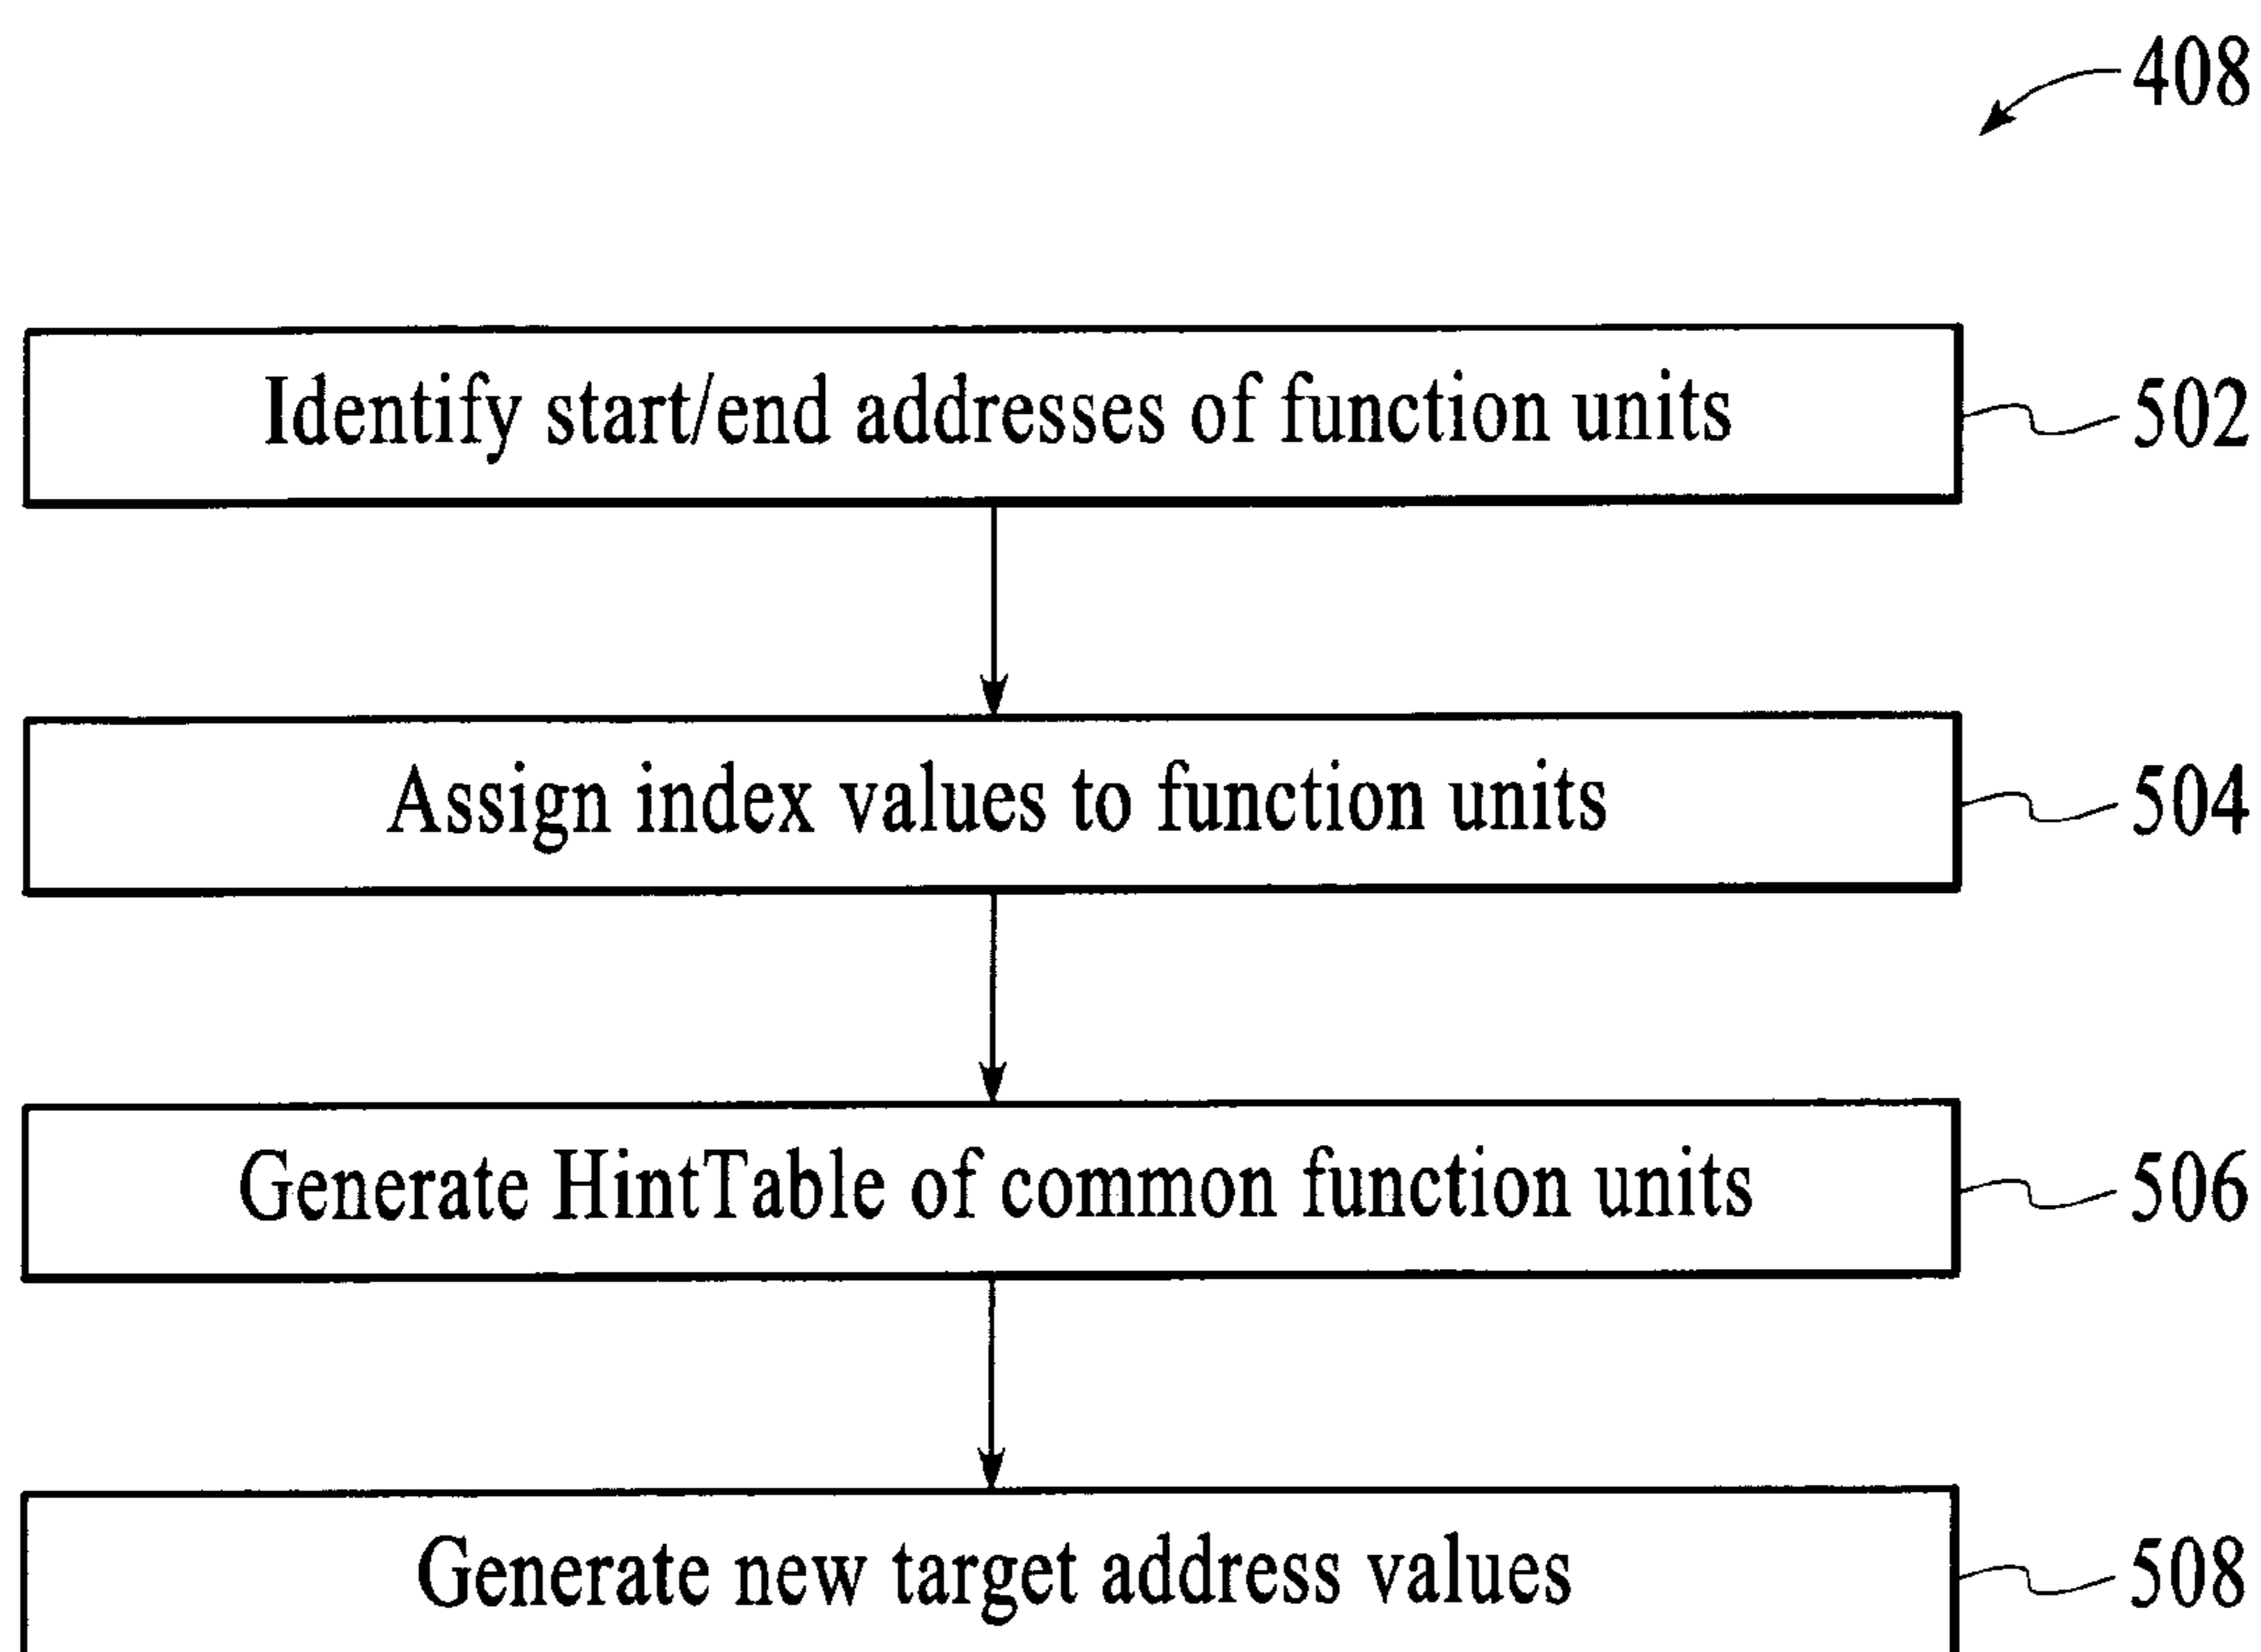 408
Identify start/end addresses of function units
502
Assign index values to function units
504
Generate HintTable of common function units
506
Generate new target address values
508